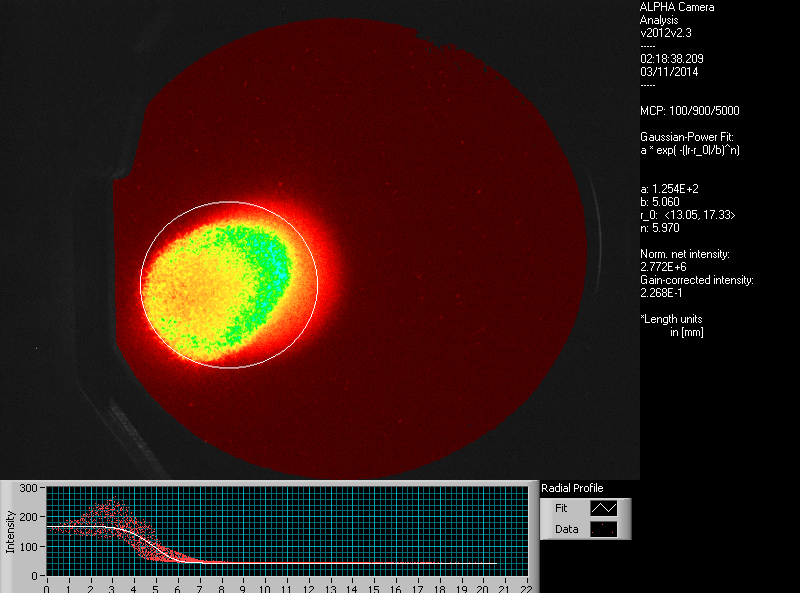 ALPHA Camera
Analysis
v2012v2.3
-----
02:18:38.209
03/11/2014
-----
MCP: 100/900/5000
Gaussian-Power Fit:
a * exp( -(|r-r_0|/b)^n)
a: 1.254E+2
b: 5.060
r_0: <13.05, 17.33>
n: 5.970
Norm. net intensity:
2.772E+6
Gain-corrected intensity:
2.268E-1
*Length units
in [mm]
Radial Profile
Fit
Data
Intensity
300
200
100
0
0 1 2 3 4 5 6 7 8 9 10 11 12 13 14 15 16 17 18 19 20 21 22